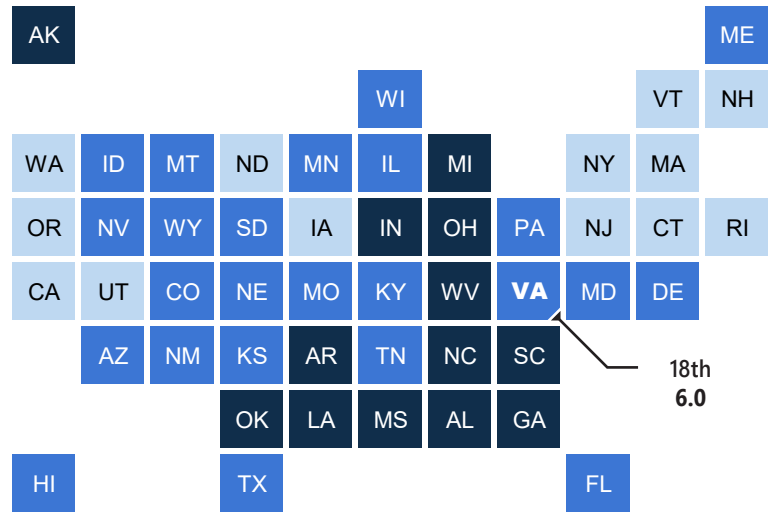 AK ME
WI VT NH
WA ID MT ND MN IL MI NY MA
OR NV WY SD IA IN OH PA NJ CT RI
CA UT CO NE MO KY WV VA MD DE
AZ NM KS AR TN NC SC
18th
6.0
OK LA MS AL GA
HI TX FL